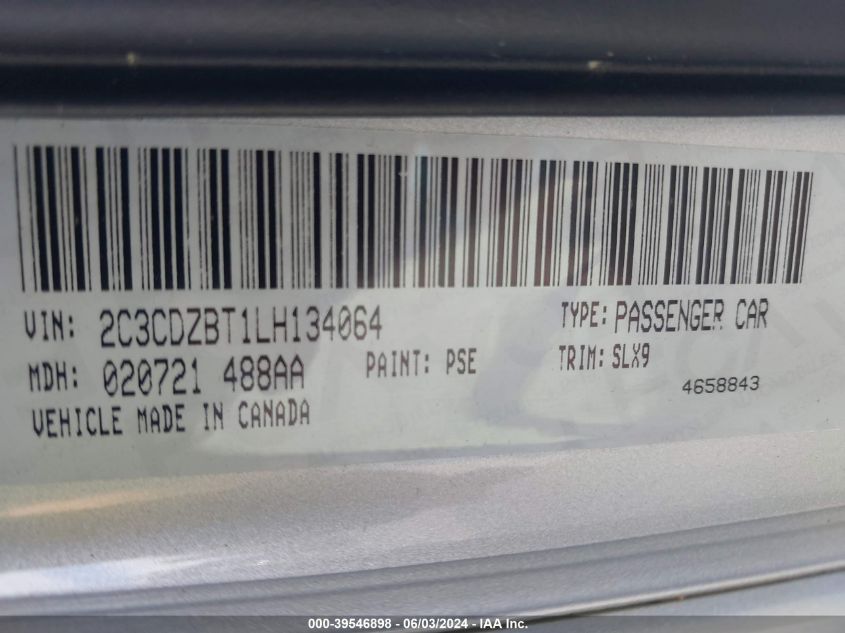 VIN: 2C3CDZBT1LH134064 TYPE: PASSENGER CAR
MDH: 020721 488AA PAINT: PSE TRIM: SLX9
4658843
VEHICLE MADE IN CANADA
000-39546898 - 06/03/2024 - IAA Inc.